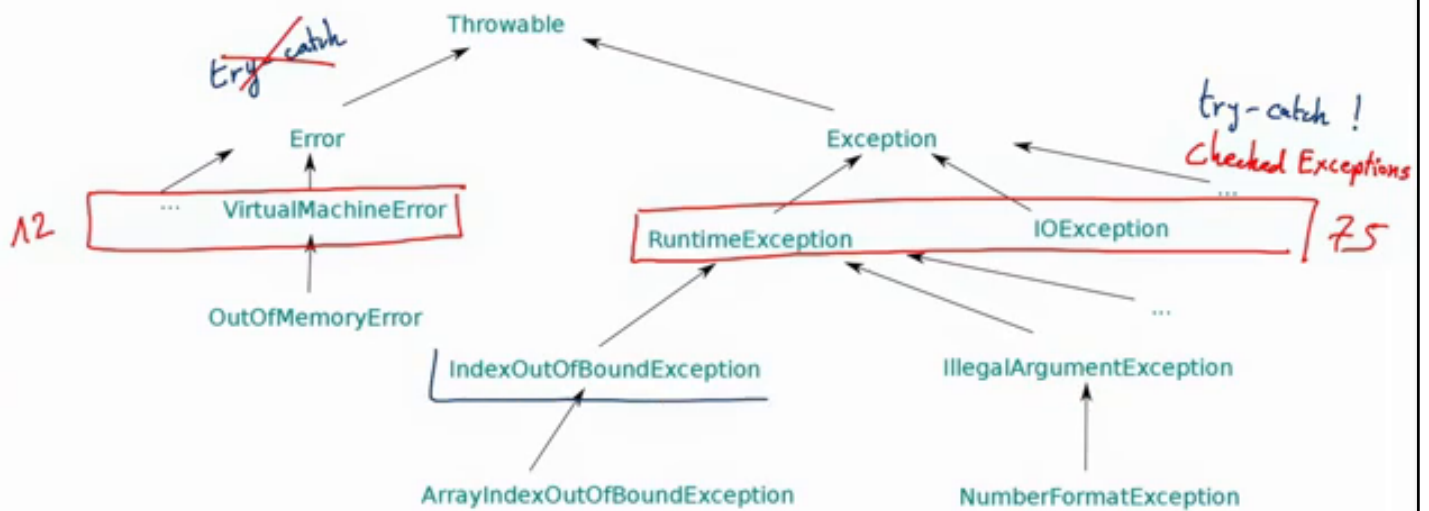 Throwable
try-catch
Error
Exception
try-catch !
Checked Exceptions
...
VirtualMachineError
12
...
RuntimeException
IOException
75
OutOfMemoryError
...
IndexOutOfBoundException
IllegalArgumentException
ArrayIndexOutOfBoundException
NumberFormatException